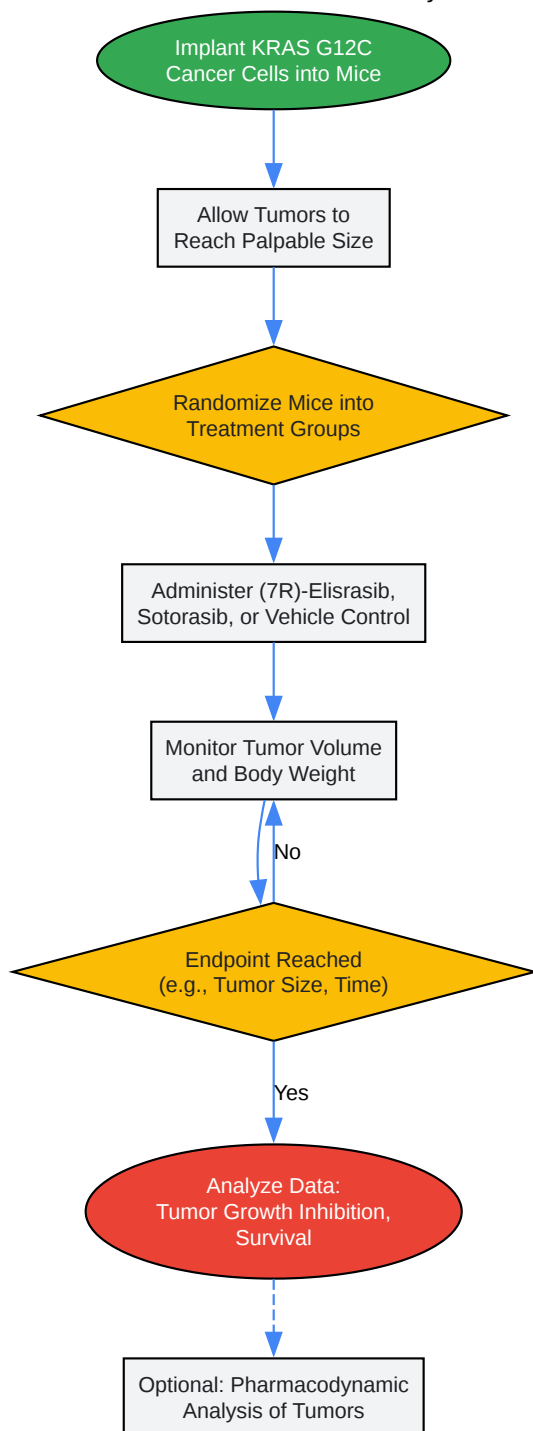 Implant KRAS G12C
Cancer Cells into Mice
Allow Tumors to
Reach Palpable Size
Randomize Mice into
Treatment Groups
Administer (7R)-Elisrasib,
Sotorasib, or Vehicle Control
Monitor Tumor Volume
and Body Weight
No
Endpoint Reached
(e.g., Tumor Size, Time)
Yes
Analyze Data:
Tumor Growth Inhibition,
Survival
Optional: Pharmacodynamic
Analysis of Tumors